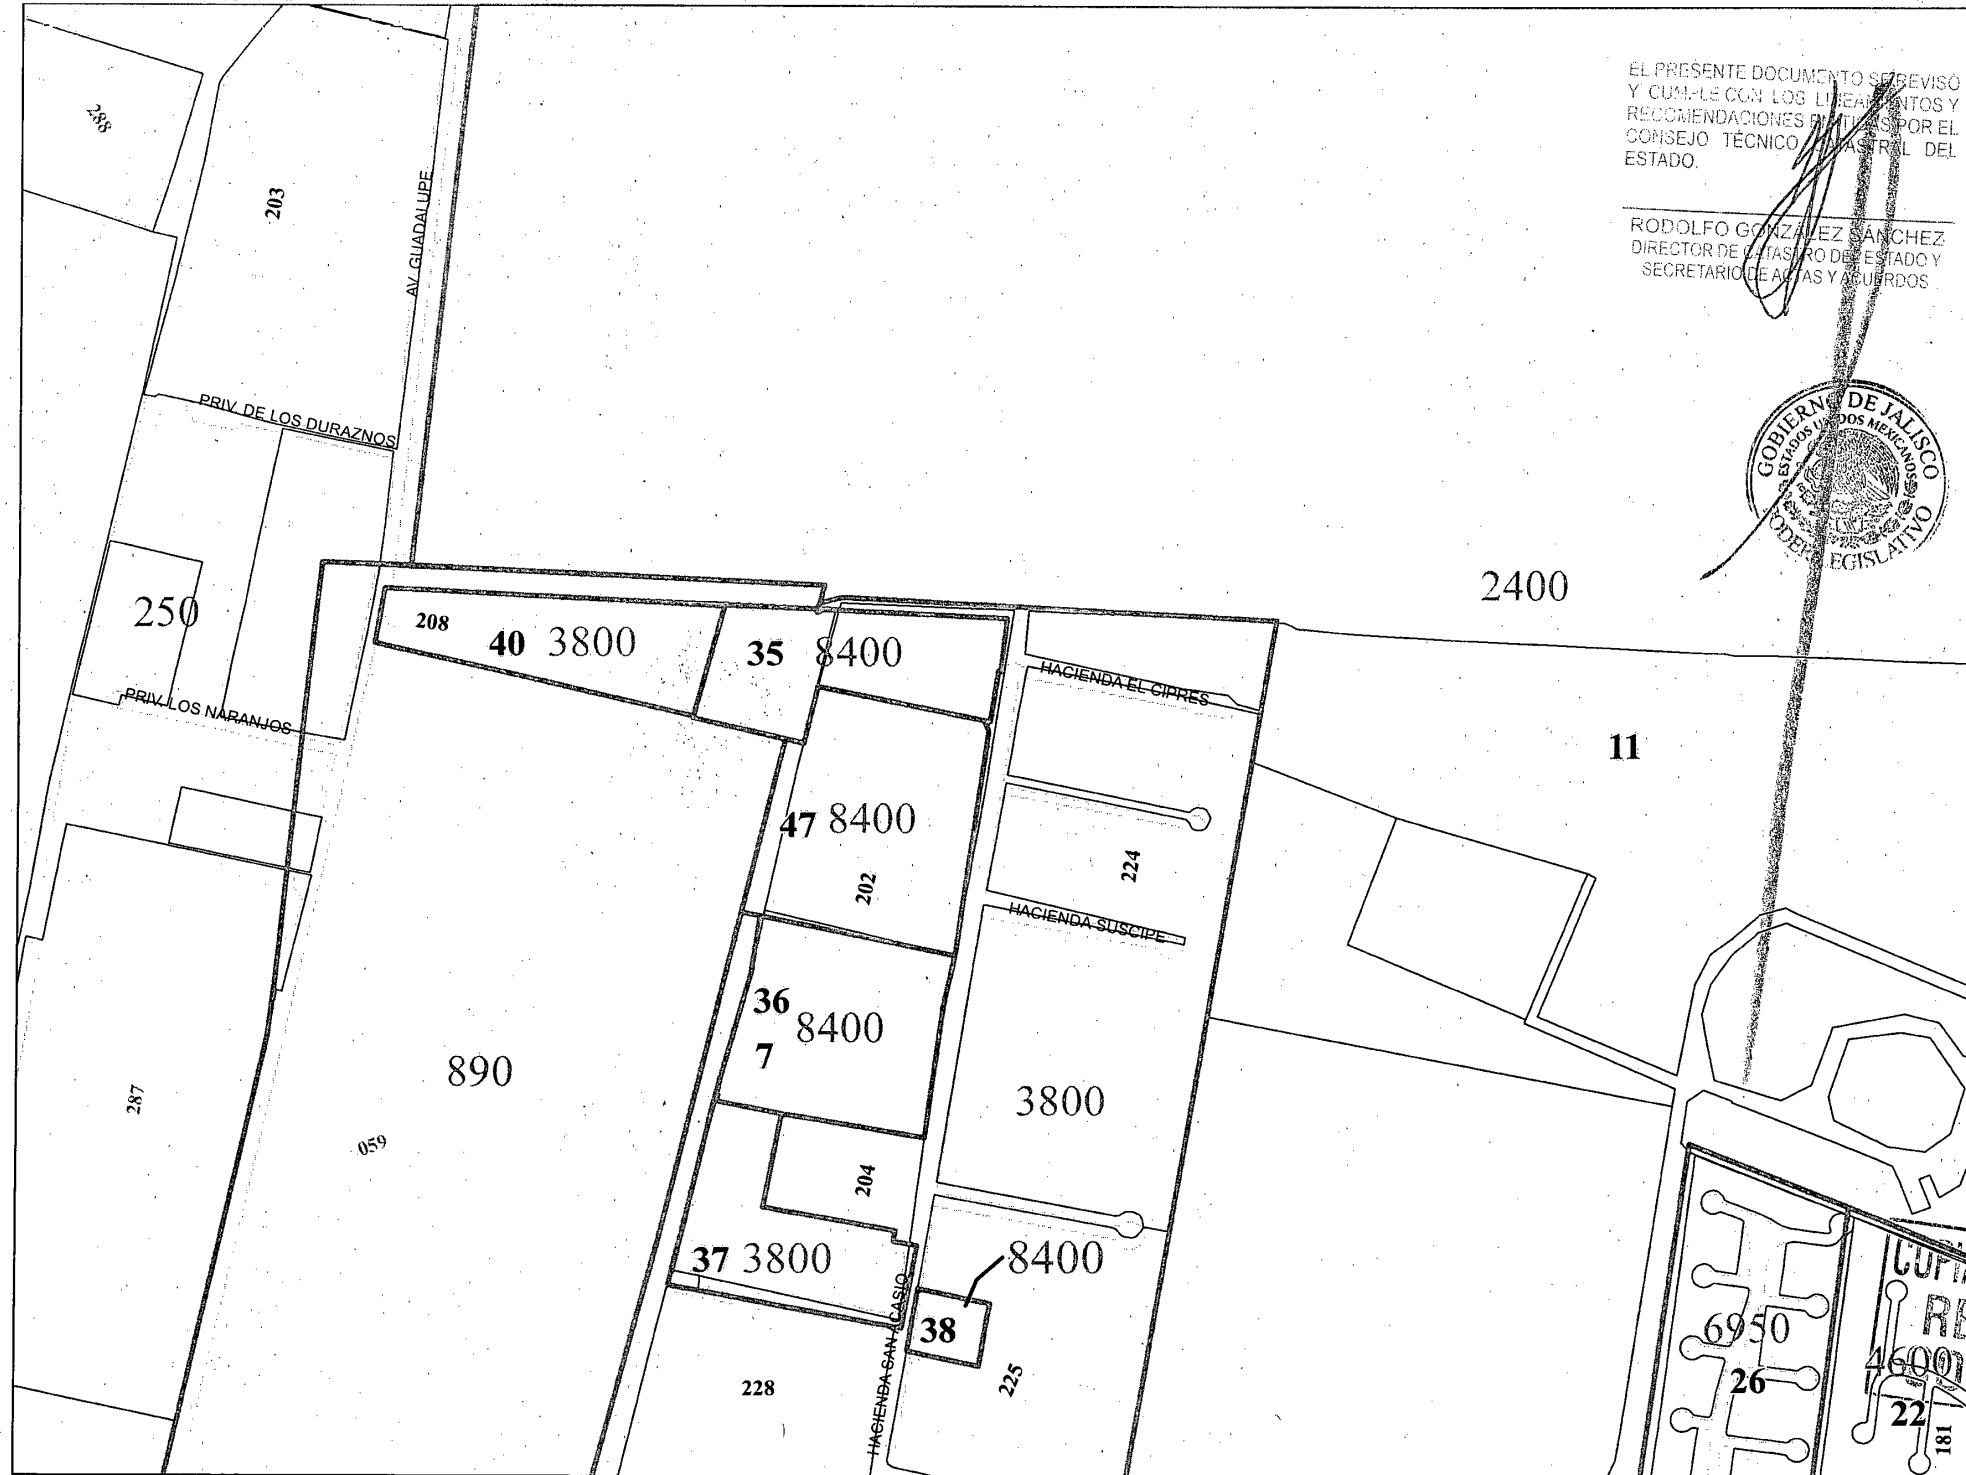 EL PRESENTE DOCUMENTO SE REVISÓ
Y CUMPLE CON LOS LINEAMIENTOS Y
RECOMENDACIONES EMITIDAS POR EL
CONSEJO TÉCNICO CATASTRAL DEL
ESTADO.
RODOLFO GONZÁLEZ SÁNCHEZ
DIRECTOR DE CATASTRO DEL ESTADO Y
SECRETARIO DE ACTAS Y ACUERDOS
GOBIERNO DE JALISCO
ESTADOS UNIDOS MEXICANOS
PODER LEGISLATIVO
288
203
AV. GUADALUPE
PRIV. DE LOS DURAZNOS
250
PRIV. LOS NARANJOS
208
40 3800
35 8400
2400
HACIENDA EL CIPRES
11
47 8400
202
224
HACIENDA SUSCIPE
36
8400
7
890
3800
287
059
204
37 3800
8400
38
HACIENDA SAN ACASIO
228
225
6950
26
4600
22
181